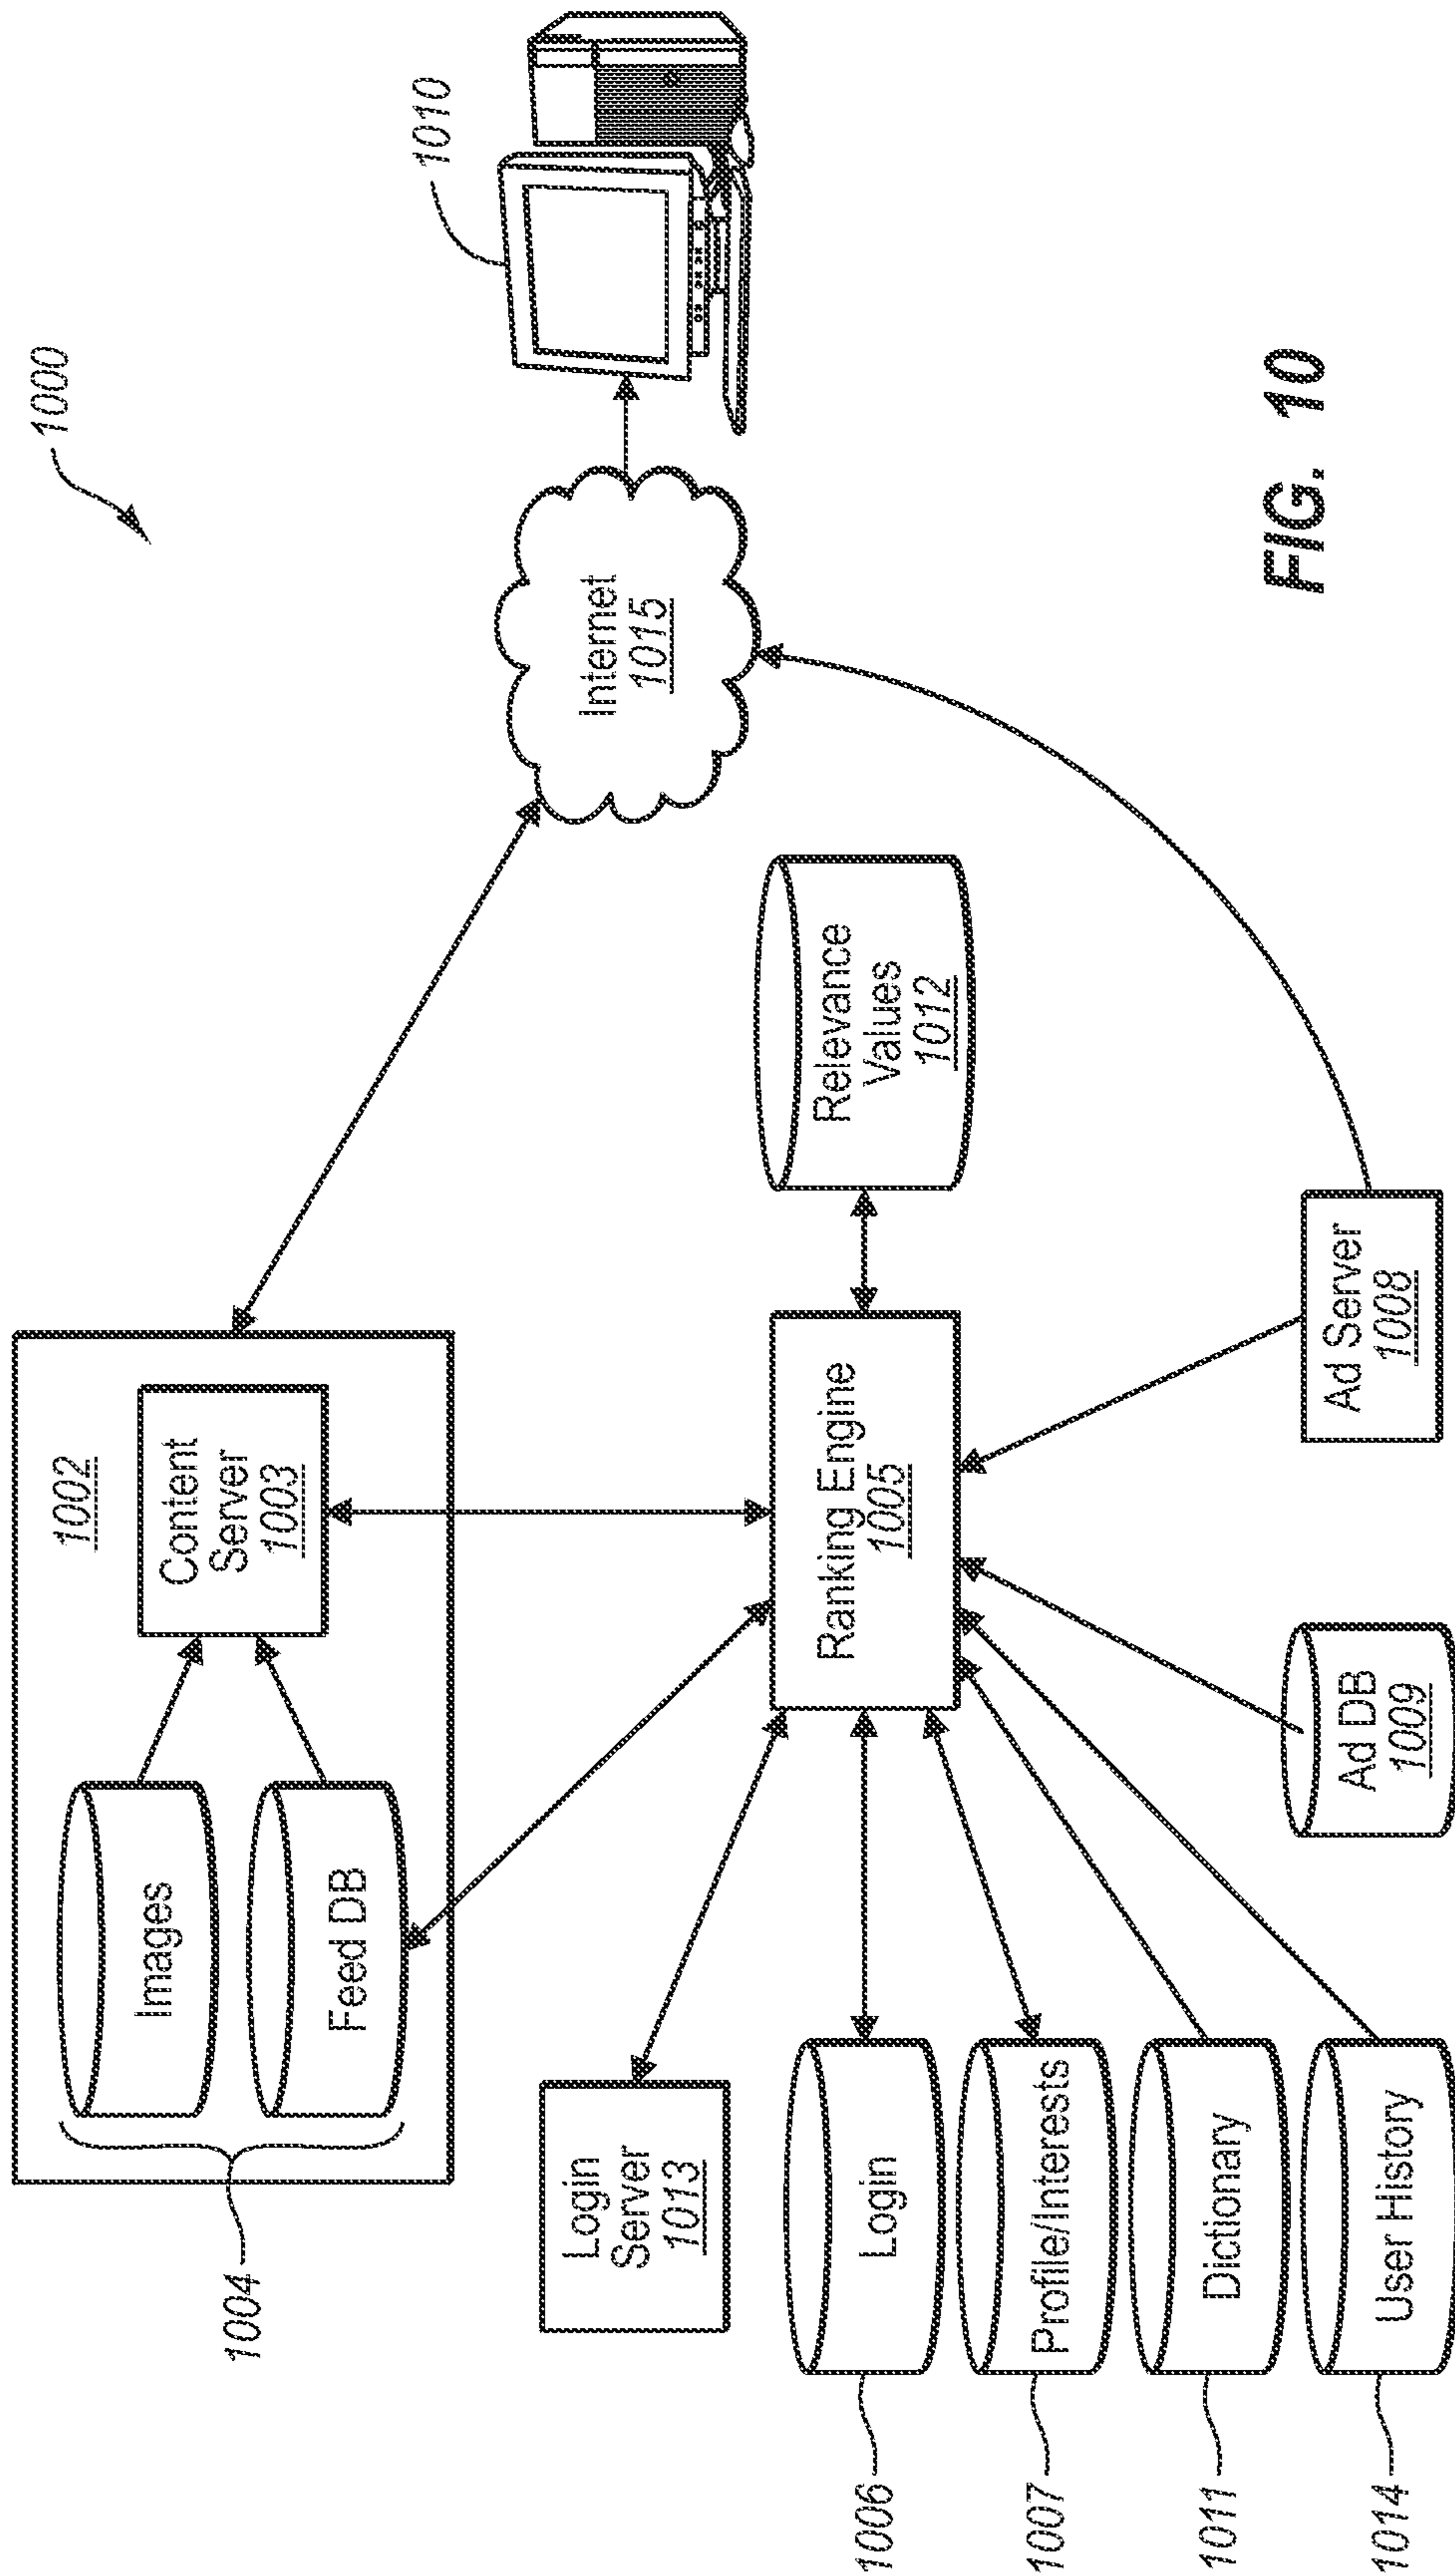 1000
1010
1002
Content
Server
1003
Images
Feed DB
1004
Internet
1015
Login
Server
1013
Ranking Engine
1005
Relevance
Values
1012
Login
1006
Profile/Interests
1007
Dictionary
1011
User History
1014
Ad DB
1009
Ad Server
1008
FIG. 10